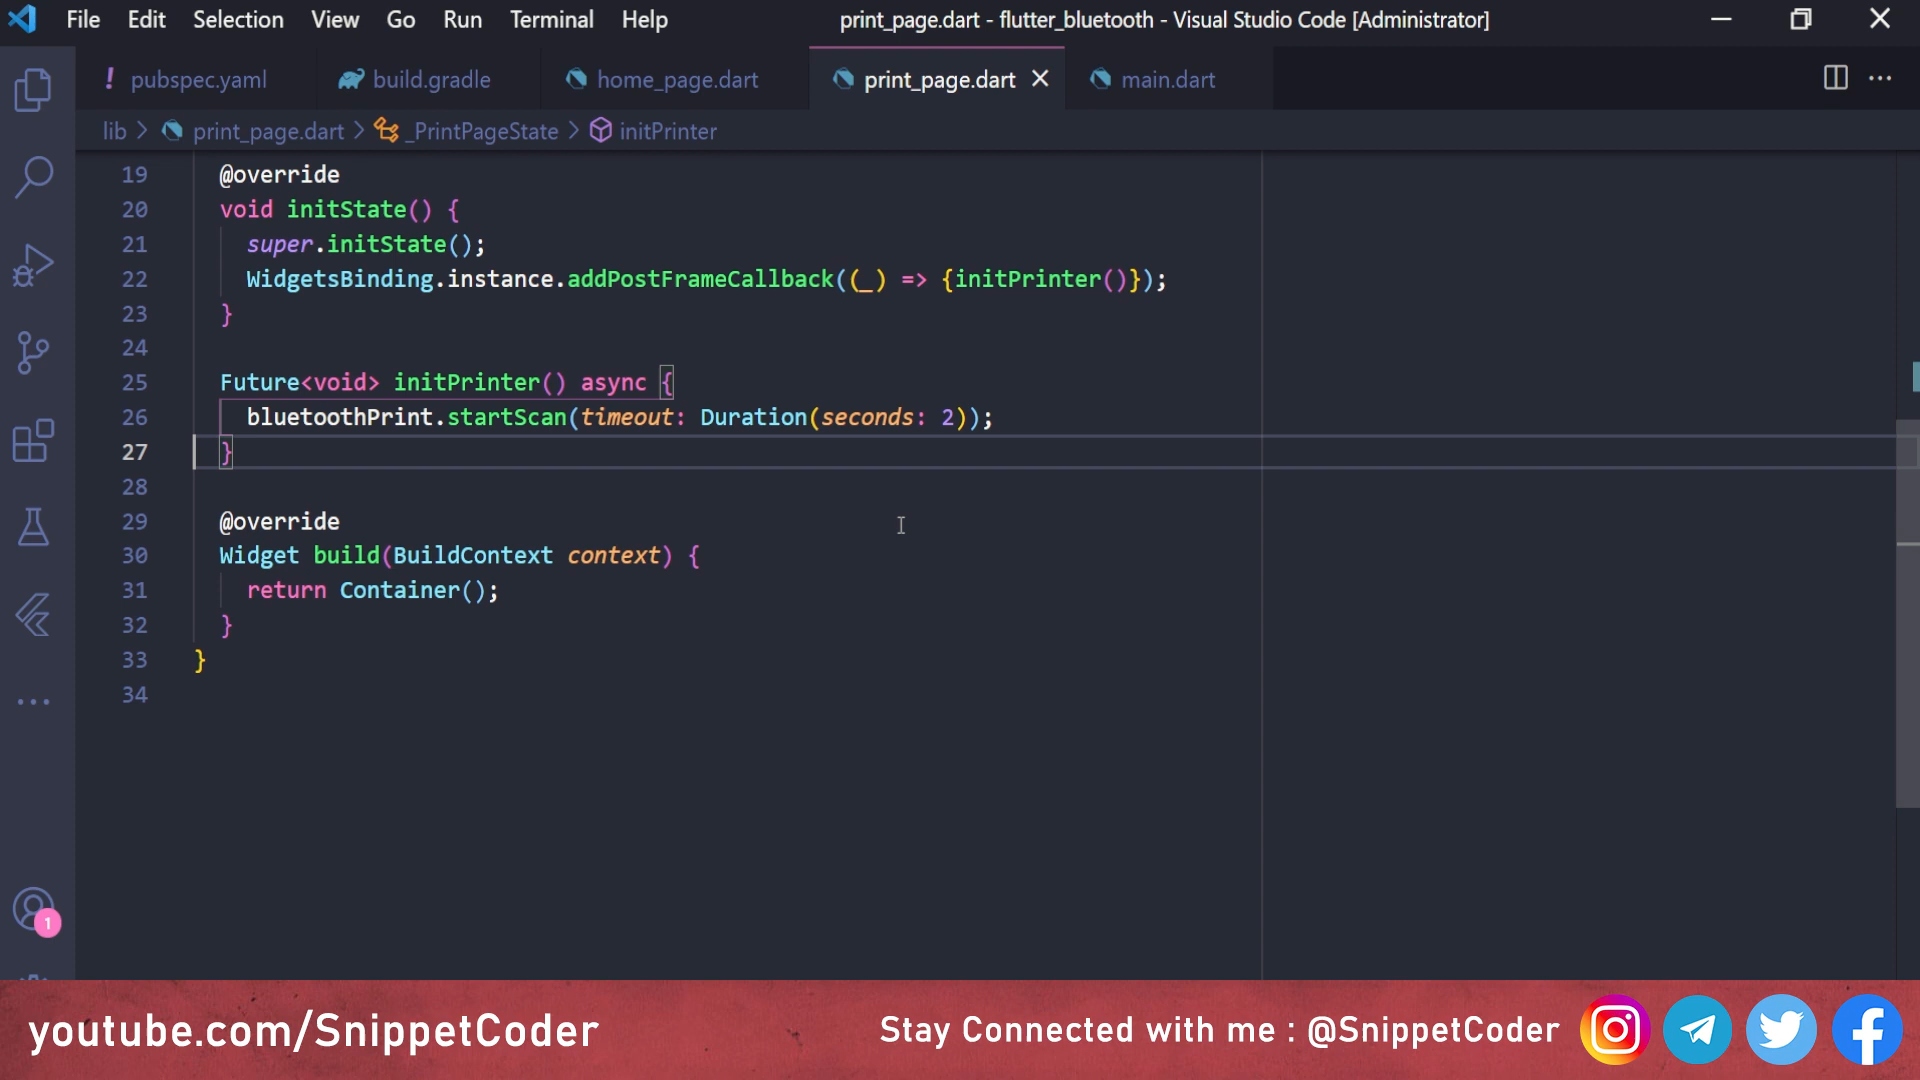 File Edit Selection View Go Run Terminal Help print_page.dart - flutter_bluetooth - Visual Studio Code [Administrator]
! pubspec.yaml build.gradle home_page.dart print_page.dart main.dart
lib > print_page.dart > _PrintPageState > initPrinter
19 @override
20 void initState() {
21 super.initState();
22 WidgetsBinding.instance.addPostFrameCallback((_) => {initPrinter()});
23 }
24
25 Future<void> initPrinter() async {
26 bluetoothPrint.startScan(timeout: Duration(seconds: 2));
27 }
28
29 @override
30 Widget build(BuildContext context) {
31 return Container();
32 }
33 }
34
1
youtube.com/SnippetCoder Stay Connected with me : @SnippetCoder